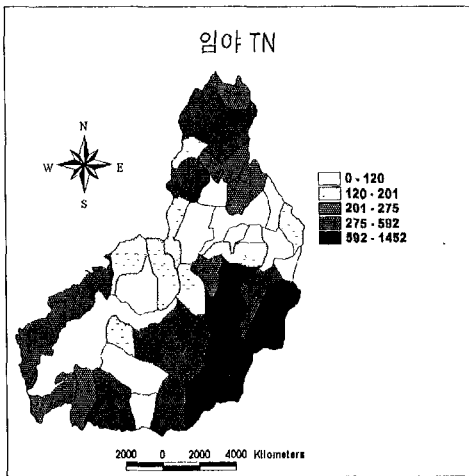 임야 TN
N
W E
S
0 - 120
120 - 201
201 - 275
275 - 592
592 - 1452
2000 0 2000 4000 Kilometers